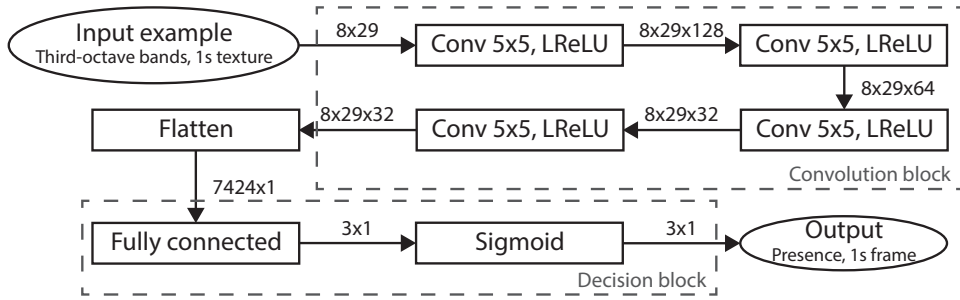 Input example
Third-octave bands, 1s texture
8x29
Conv 5x5, LReLU
8x29x128
Conv 5x5, LReLU
8x29x64
Conv 5x5, LReLU
8x29x32
Conv 5x5, LReLU
8x29x32
Flatten
Convolution block
7424x1
Fully connected
3x1
Sigmoid
3x1
Output
Presence, 1s frame
Decision block